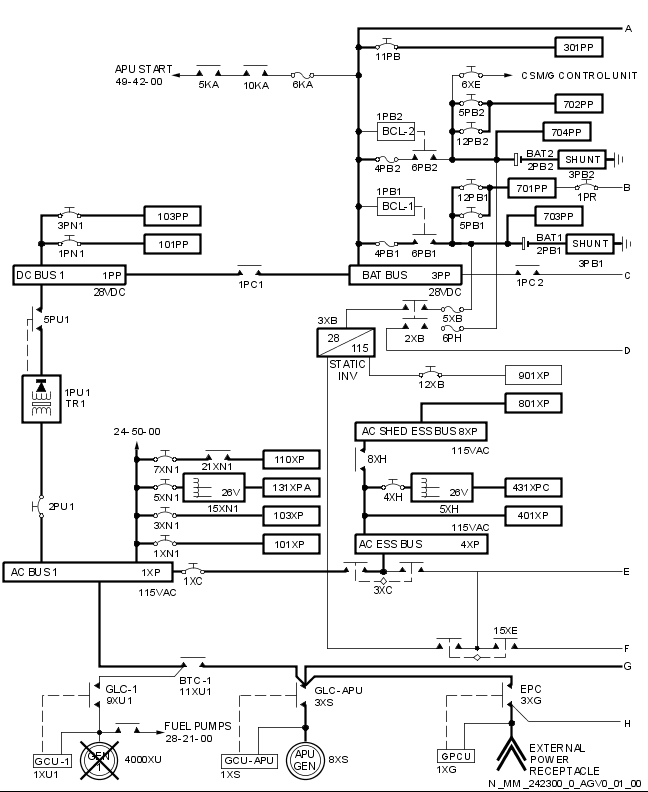 A
11PB
301PP
APU START
49-42-00
5KA
10KA
6KA
6XE
CSM/G CONTROL UNIT
5PB2
702PP
1PB2
BCL-2
12PB2
704PP
4PB2
6PB2
BAT2
2PB2
SHUNT
3PB2
1PB1
BCL-1
12PB1
701PP
1PR
B
5PB1
703PP
3PN1
103PP
1PN1
101PP
4PB1
6PB1
BAT1
2PB1
SHUNT
3PB1
DC BUS 1
1PP
28VDC
1PC1
BAT BUS
3PP
28VDC
1PC2
C
5PU1
3XB
5XB
28
115
2XB
6PH
STATIC
INV
D
12XB
901XP
1PU1
TR1
801XP
24-50-00
AC SHED ESS BUS
8XP
115VAC
7XN1
21XN1
110XP
8XH
5XN1
26V
15XN1
131XPA
4XH
26V
5XH
431XPC
3XN1
103XP
401XP
115VAC
2PU1
1XN1
101XP
AC ESS BUS
4XP
AC BUS 1
1XP
115VAC
1XC
3XC
E
15XE
F
BTC-1
11XU1
G
GLC-1
9XU1
GLC-APU
3XS
EPC
3XG
FUEL PUMPS
28-21-00
H
GCU-1
1XU1
GEN
1
4000XU
GCU-APU
1XS
APU
GEN
8XS
GPCU
1XG
EXTERNAL
POWER
RECEPTACLE
N_MM_242300_0_AGV0_01_00